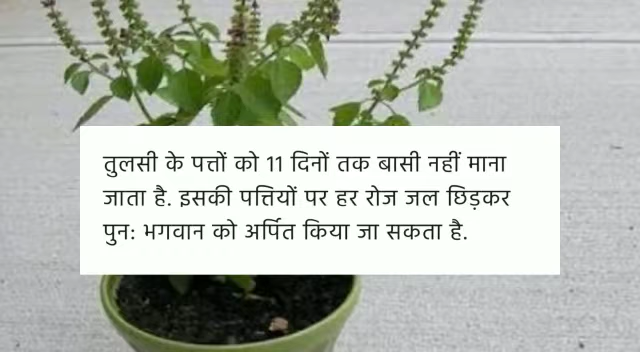 तुलसी के पत्तों को 11 दिनों तक बासी नहीं माना
जाता है. इसकी पत्तियों पर हर रोज जल छिड़कर
पुन: भगवान को अर्पित किया जा सकता है.